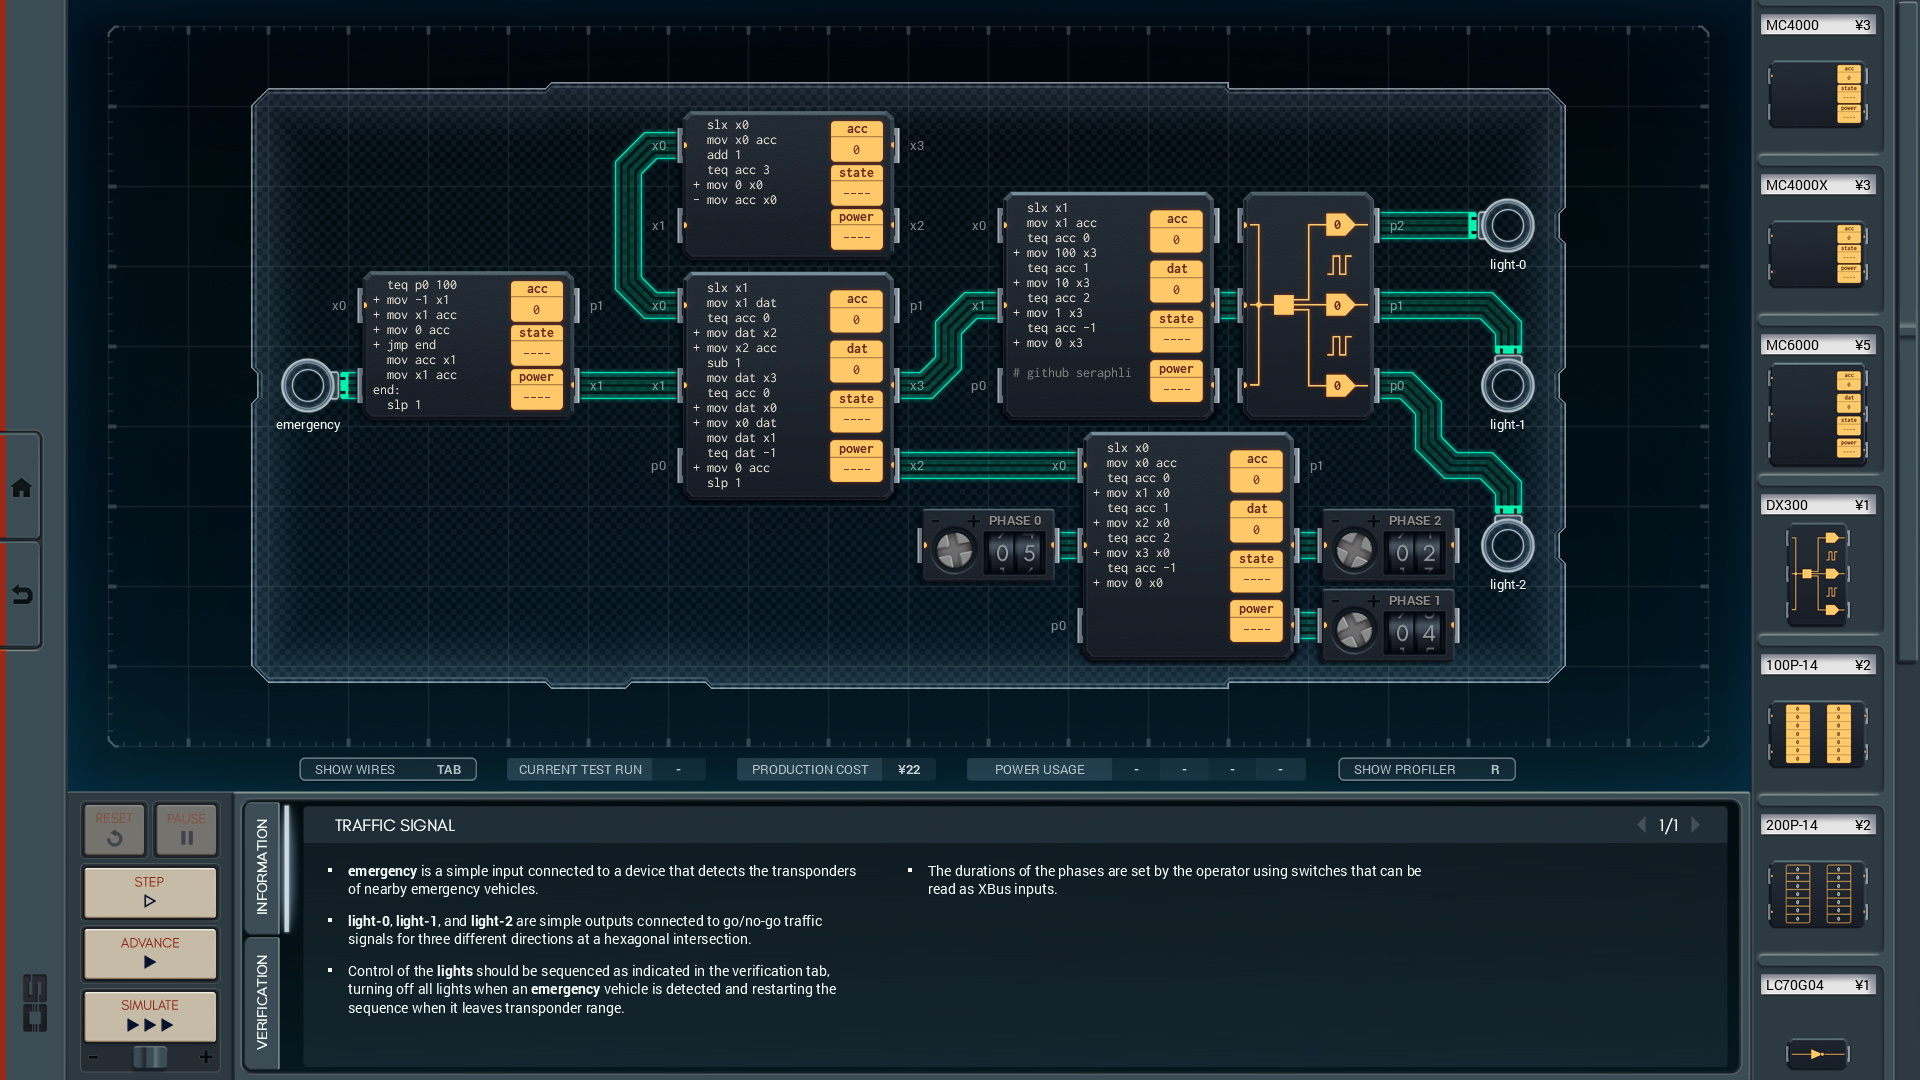 slx x0
mov x0 acc
add 1
teq acc 3
+ mov 0 x0
- mov acc x0
acc
0
state
----
power
----
x0
x1
x3
x2
teq p0 100
+ mov -1 x1
+ mov x1 acc
+ mov 0 acc
+ jmp end
mov acc x1
mov x1 acc
end:
slp 1
acc
0
state
----
power
----
x0
p1
x1
emergency
slx x1
mov x1 dat
teq acc 0
+ mov dat x2
+ mov x2 acc
sub 1
mov dat x3
teq acc 0
+ mov dat x0
+ mov x0 dat
mov dat x1
teq dat -1
+ mov 0 acc
slp 1
acc
0
dat
0
state
----
power
----
x0
x1
p0
p1
x3
x2
slx x1
mov x1 acc
teq acc 0
+ mov 100 x3
teq acc 1
+ mov 10 x3
teq acc 2
+ mov 1 x3
teq acc -1
+ mov 0 x3
# github seraphli
acc
0
dat
0
state
----
power
----
x0
x1
p0
0
0
0
p2
p1
p0
light-0
light-1
light-2
slx x0
mov x0 acc
teq acc 0
+ mov x1 x0
teq acc 1
+ mov x2 x0
teq acc 2
+ mov x3 x0
teq acc -1
+ mov 0 x0
acc
0
dat
0
state
----
power
----
x0
p0
p1
- + PHASE 0
0 5
- + PHASE 2
0 2
- + PHASE 1
0 4
SHOW WIRES TAB
CURRENT TEST RUN -
PRODUCTION COST ¥22
POWER USAGE - - - -
SHOW PROFILER R
RESET
PAUSE
STEP
ADVANCE
SIMULATE
- +
INFORMATION
VERIFICATION
TRAFFIC SIGNAL
1/1
▪ emergency is a simple input connected to a device that detects the transponders
of nearby emergency vehicles.
▪ light-0, light-1, and light-2 are simple outputs connected to go/no-go traffic
signals for three different directions at a hexagonal intersection.
▪ Control of the lights should be sequenced as indicated in the verification tab,
turning off all lights when an emergency vehicle is detected and restarting the
sequence when it leaves transponder range.
▪ The durations of the phases are set by the operator using switches that can be
read as XBus inputs.
MC4000 ¥3
acc
0
state
----
power
----
MC4000X ¥3
acc
0
state
----
power
----
MC6000 ¥5
acc
0
dat
0
state
----
power
----
DX300 ¥1
100P-14 ¥2
200P-14 ¥2
LC70G04 ¥1